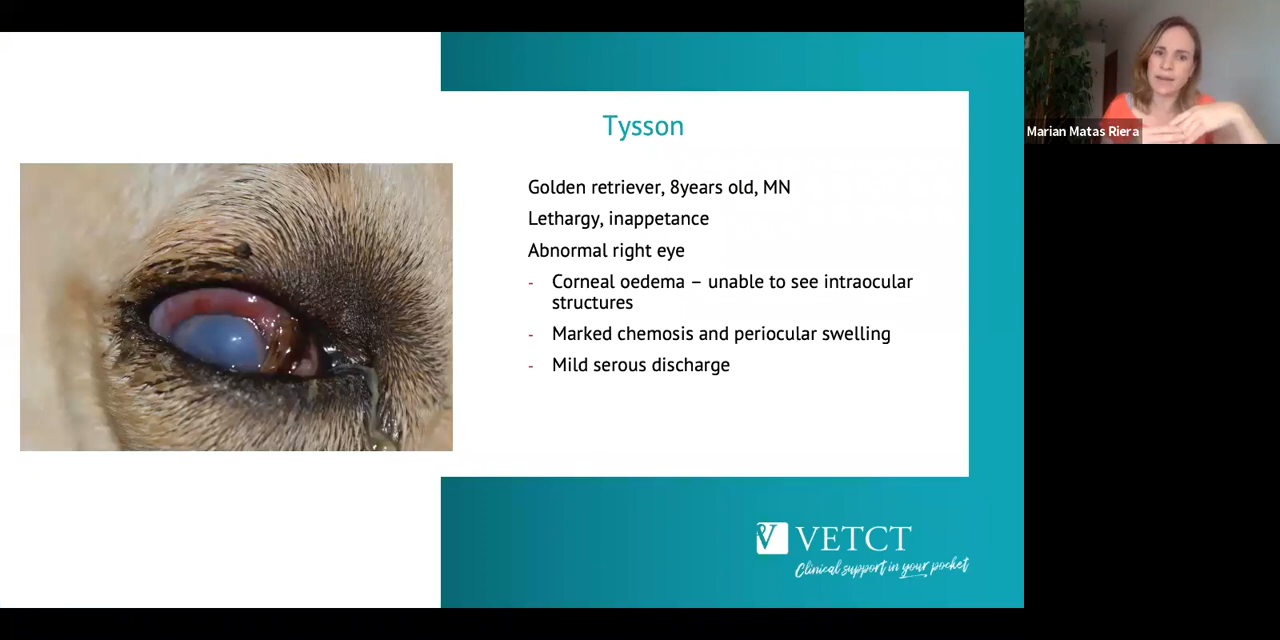 Marian Matas Riera
Tysson
Golden retriever, 8years old, MN
Lethargy, inappetance
Abnormal right eye
- Corneal oedema – unable to see intraocular
structures
- Marked chemosis and periocular swelling
- Mild serous discharge
V VETCT
Clinical support in your pocket